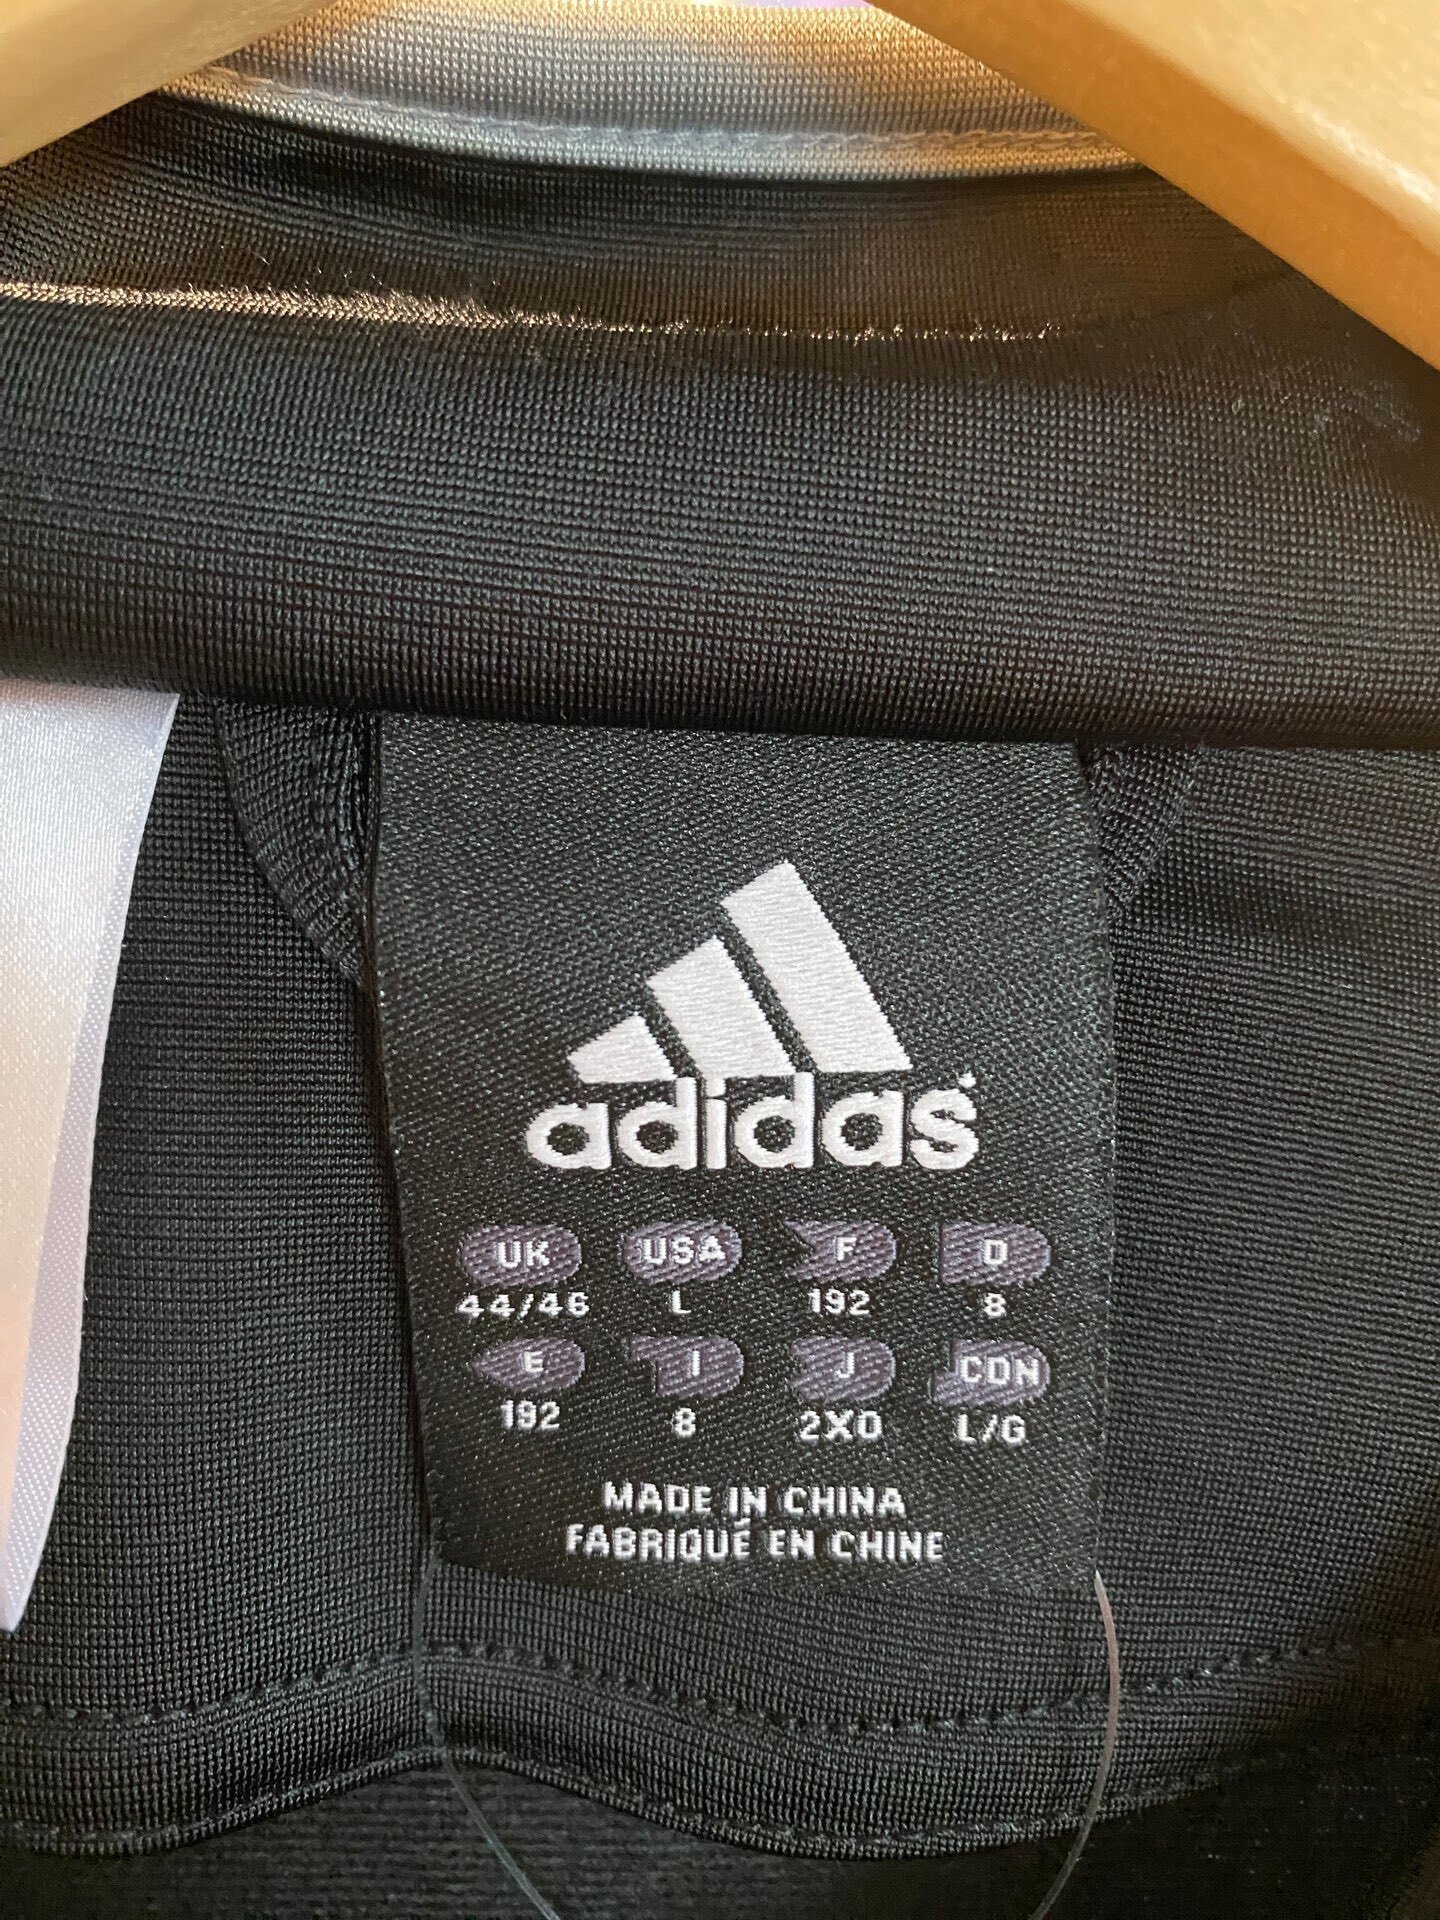 adidas
UK USA F D
44/46 L 192 8
E I J CDN
192 8 2XO L/G
MADE IN CHINA
FABRIQUÉ EN CHINE